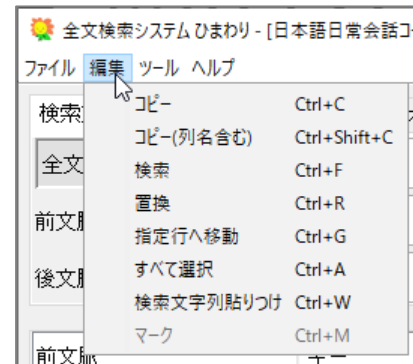 全文検索システム ひまわり - [日本語日常会話コ
ファイル 編集 ツール ヘルプ
検索
コピー Ctrl+C
コピー(列名含む) Ctrl+Shift+C
全文
検索 Ctrl+F
置換 Ctrl+R
前文脈
指定行へ移動 Ctrl+G
すべて選択 Ctrl+A
後文脈
検索文字列貼りつけ Ctrl+W
マーク Ctrl+M
前文脈 キー